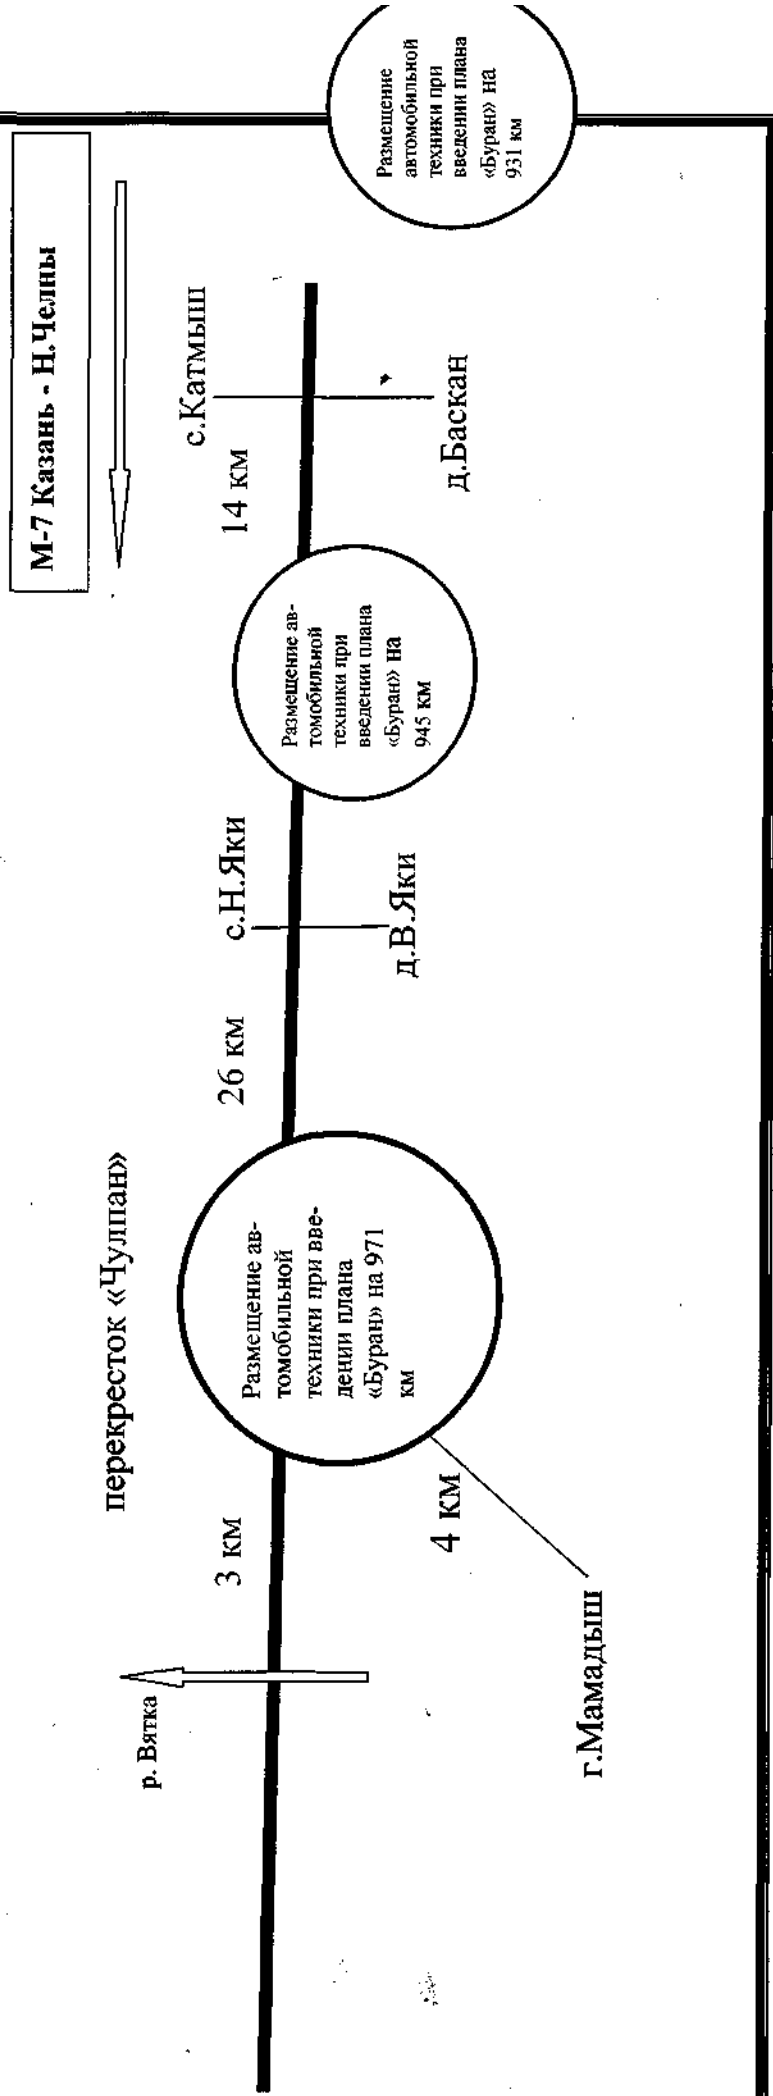 М-7 Казань - Н.Челны
перекресток «Чулпан»
р. Вятка
3 км
26 км
с.Н.Яки
14 км
с.Катмыш
Размещение ав-
томобильной
техники при вве-
дении плана
«Буран» на 971
км
Размещение ав-
томобильной
техники при
введении плана
«Буран» на
945 км
Размещение
автомобильной
техники при
введении плана
«Буран» на
931 км
4 км
г.Мамадыш
д.В.Яки
д.Баскан